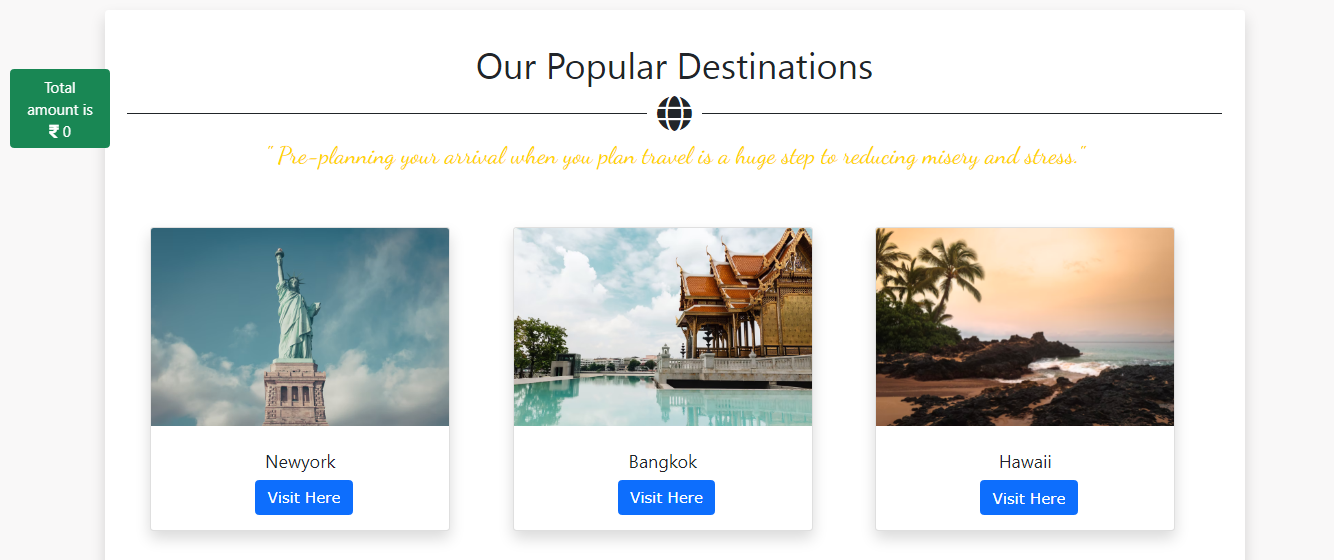 Our Popular Destinations
Total
amount is
₹ 0
" Pre-planning your arrival when you plan travel is a huge step to reducing misery and stress."
Newyork
Visit Here
Bangkok
Visit Here
Hawaii
Visit Here